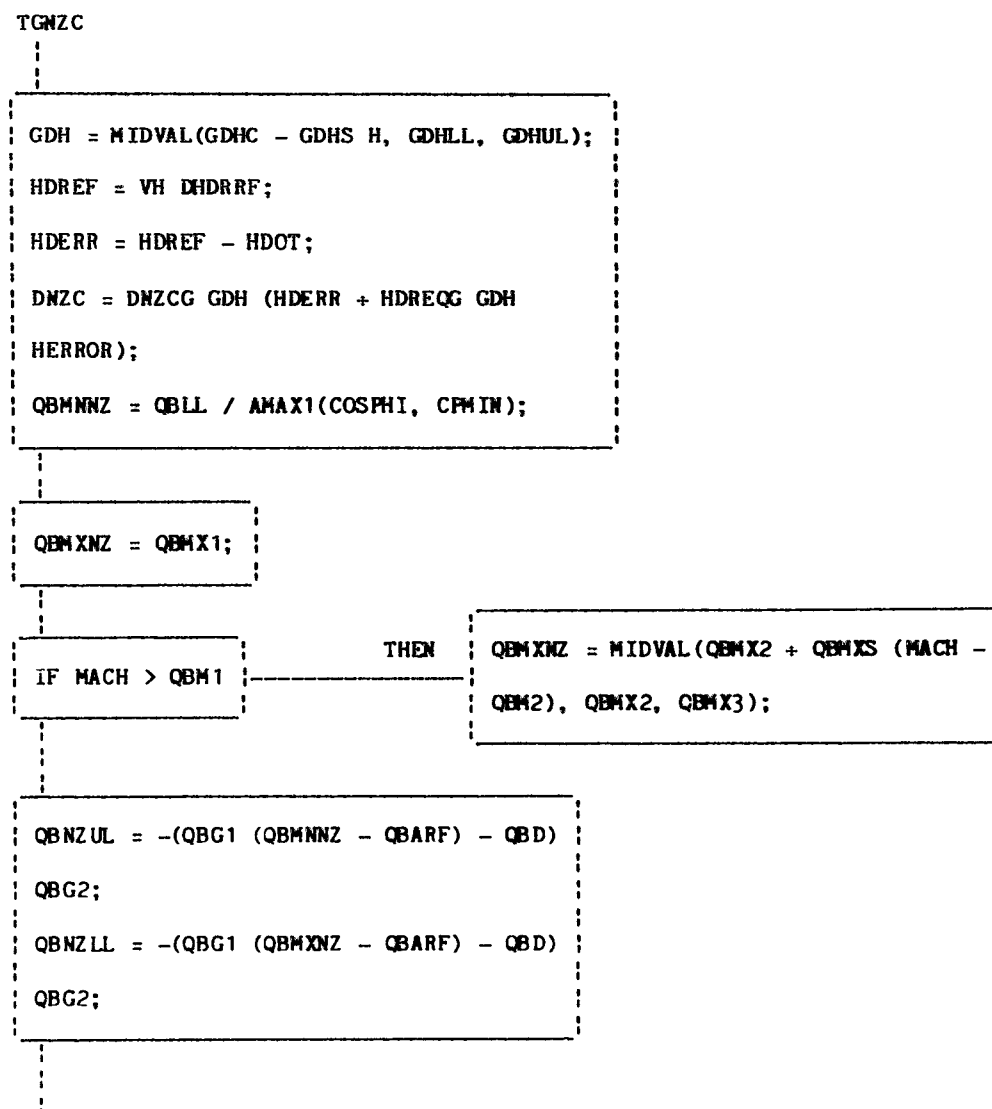 TGNZC
GDH = MIDVAL(GDHC - GDHS H, GDHLL, GDHUL);
HDREF = VH DHDRRF;
HDERR = HDREF - HDOT;
DNZC = DNZCG GDH (HDERR + HDREQG GDH
HERROR);
QBMNNZ = QBLL / AMAX1(COSPHI, CPMIN);
QBMXNZ = QBMX1;
IF MACH > QBM1
THEN
QBMXNZ = MIDVAL(QBMX2 + QBMXS (MACH -
QBM2), QBMX2, QBMX3);
QBNZUL = -(QBG1 (QBMNNZ - QBARF) - QBD)
QBG2;
QBNZLL = -(QBG1 (QBMXNZ - QBARF) - QBD)
QBG2;